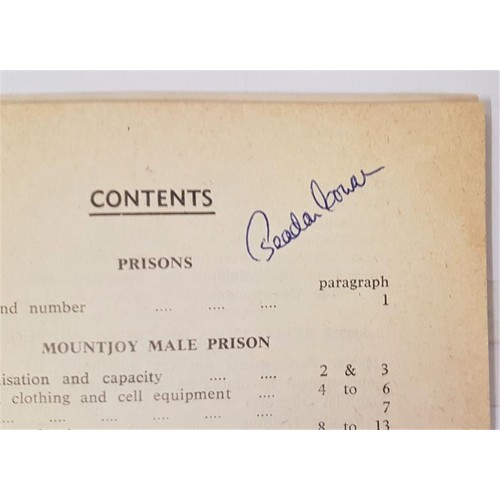 CONTENTS
PRISONS
paragraph
nd number .... .... .... 1
MOUNTJOY MALE PRISON
isation and capacity .... .... 2 & 3
clothing and cell equipment .... 4 to 6
.... .... .... .... 7
8 to 13